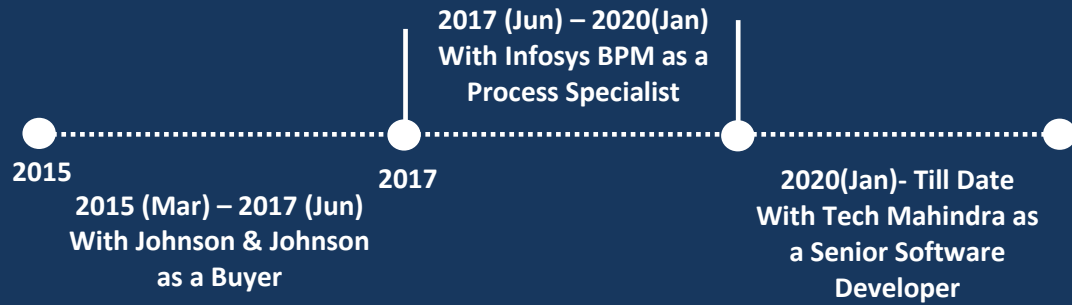 2017 (Jun) – 2020(Jan)
With Infosys BPM as a
Process Specialist
2015
2017
2015 (Mar) – 2017 (Jun)
With Johnson & Johnson
as a Buyer
2020(Jan)- Till Date
With Tech Mahindra as
a Senior Software
Developer